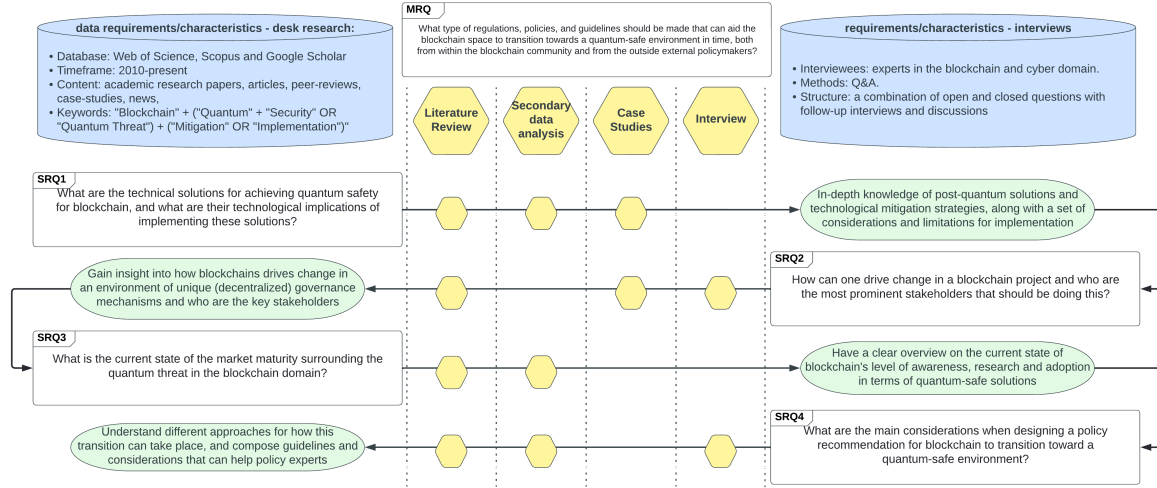 data requirements/characteristics - desk research:
• Database: Web of Science, Scopus and Google Scholar
• Timeframe: 2010-present
• Content: academic research papers, articles, peer-reviews,
case-studies, news,
• Keywords: "Blockchain" + ("Quantum" + "Security" OR
"Quantum Threat") + ("Mitigation" OR "Implementation")"
MRQ
What type of regulations, policies, and guidelines should be made that can aid the
blockchain space to transition towards a quantum-safe environment in time, both
from within the blockchain community and from the outside external policymakers?
requirements/characteristics - interviews
• Interviewees: experts in the blockchain and cyber domain.
• Methods: Q&A.
• Structure: a combination of open and closed questions with
follow-up interviews and discussions
Literature
Review
Secondary
data
analysis
Case
Studies
Interview
SRQ1
What are the technical solutions for achieving quantum safety
for blockchain, and what are their technological implications of
implementing these solutions?
In-depth knowledge of post-quantum solutions and
technological mitigation strategies, along with a set of
considerations and limitations for implementation
SRQ2
How can one drive change in a blockchain project and who are
the most prominent stakeholders that should be doing this?
Gain insight into how blockchains drives change in
an environment of unique (decentralized) governance
mechanisms and who are the key stakeholders
SRQ3
What is the current state of the market maturity surrounding the
quantum threat in the blockchain domain?
Have a clear overview on the current state of
blockchain's level of awareness, research and adoption
in terms of quantum-safe solutions
SRQ4
What are the main considerations when designing a policy
recommendation for blockchain to transition toward a
quantum-safe environment?
Understand different approaches for how this
transition can take place, and compose guidelines and
considerations that can help policy experts